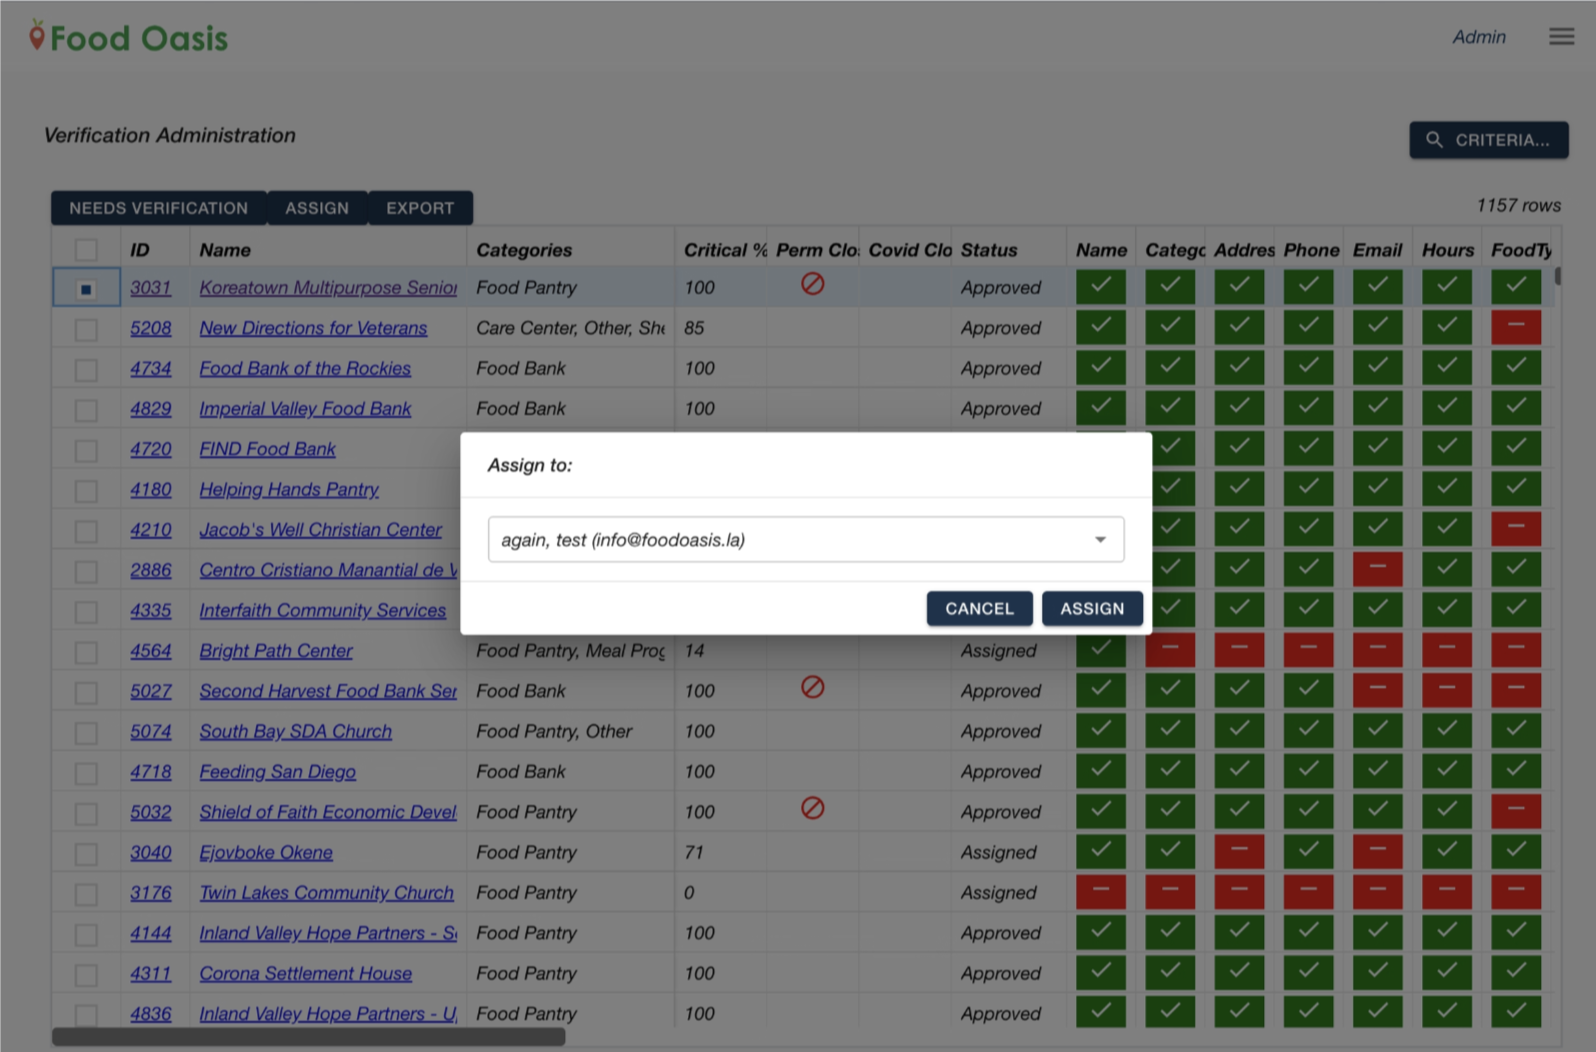 Food Oasis
Admin
Verification Administration
CRITERIA...
NEEDS VERIFICATION ASSIGN EXPORT
1157 rows
ID Name Categories Critical % Perm Clo Covid Clo Status Name Catego Addres Phone Email Hours FoodTy
3031 Koreatown Multipurpose Senior Food Pantry 100 Approved
5208 New Directions for Veterans Care Center, Other, She 85 Approved
4734 Food Bank of the Rockies Food Bank 100 Approved
4829 Imperial Valley Food Bank Food Bank 100 Approved
4720 FIND Food Bank
4180 Helping Hands Pantry
4210 Jacob's Well Christian Center
2886 Centro Cristiano Manantial de V
4335 Interfaith Community Services
Assign to:
again, test (info@foodoasis.la)
CANCEL ASSIGN
4564 Bright Path Center Food Pantry, Meal Prog 14 Assigned
5027 Second Harvest Food Bank Ser Food Bank 100 Approved
5074 South Bay SDA Church Food Pantry, Other 100 Approved
4718 Feeding San Diego Food Bank 100 Approved
5032 Shield of Faith Economic Devel Food Pantry 100 Approved
3040 Ejovboke Okene Food Pantry 71 Assigned
3176 Twin Lakes Community Church Food Pantry 0 Assigned
4144 Inland Valley Hope Partners - So Food Pantry 100 Approved
4311 Corona Settlement House Food Pantry 100 Approved
4836 Inland Valley Hope Partners - U Food Pantry 100 Approved